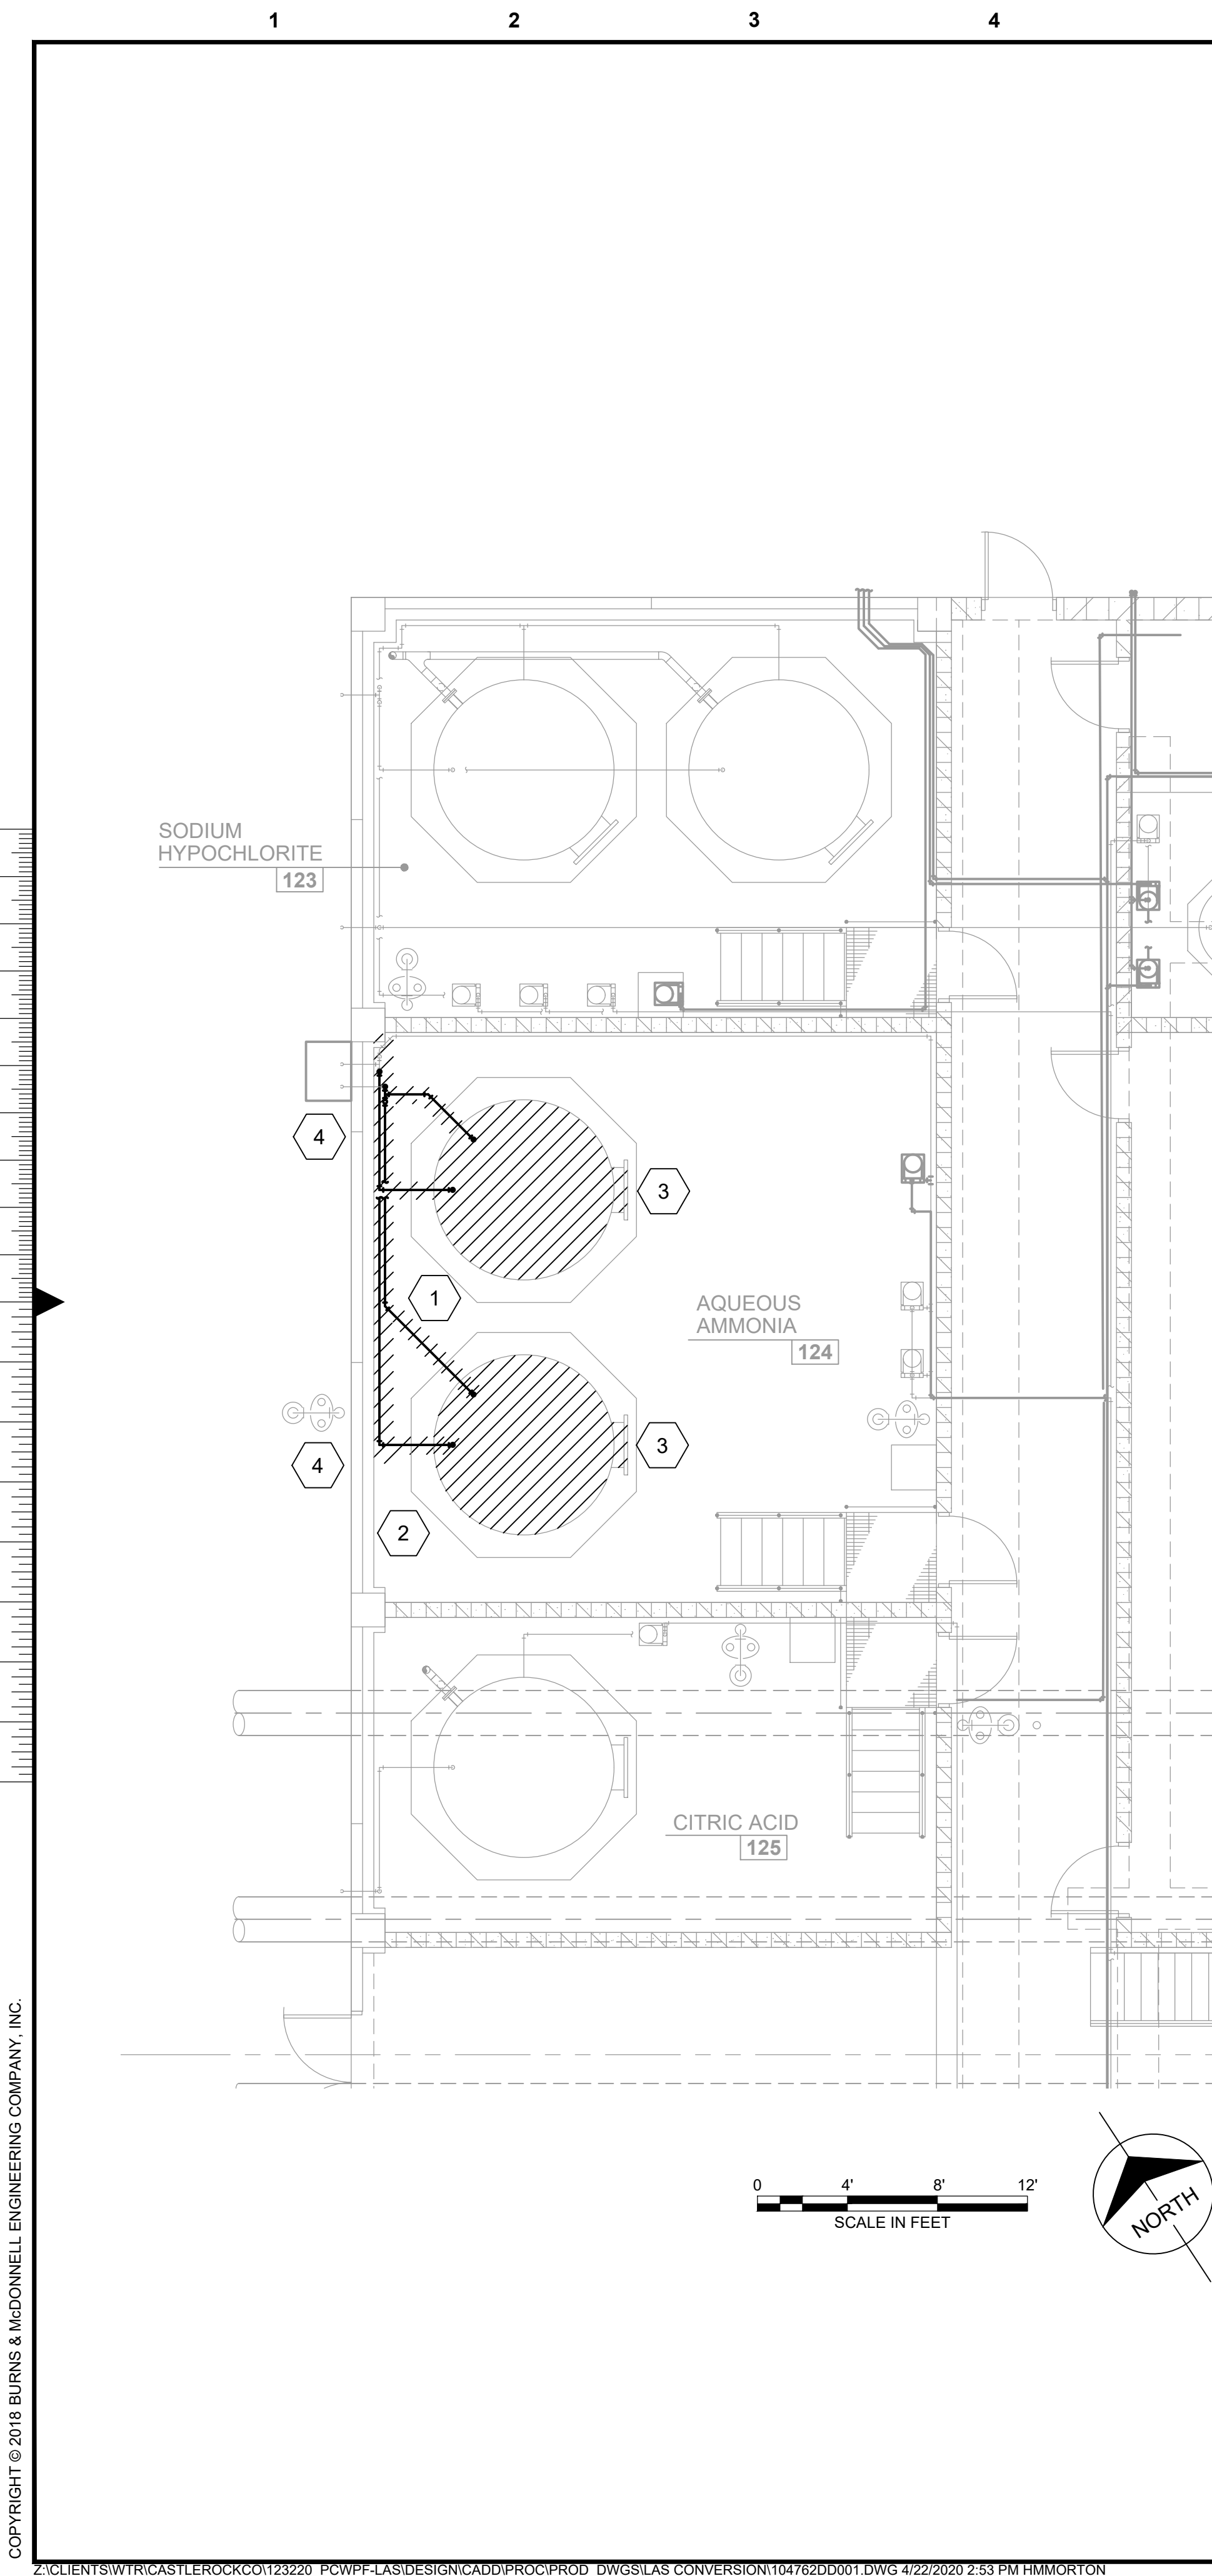 1 2 3 4
SODIUM
HYPOCHLORITE
123
4
3
1
AQUEOUS
AMMONIA
124
3
4
2
CITRIC ACID
125
0 4' 8' 12'
SCALE IN FEET
NORTH
COPYRIGHT © 2018 BURNS & McDONNELL ENGINEERING COMPANY, INC.
Z:\CLIENTS\WTR\CASTLEROCKCO\123220_PCWPF-LAS\DESIGN\CADD\PROC\PROD_DWGS\LAS CONVERSION\104762DD001.DWG 4/22/2020 2:53 PM HMMORTON